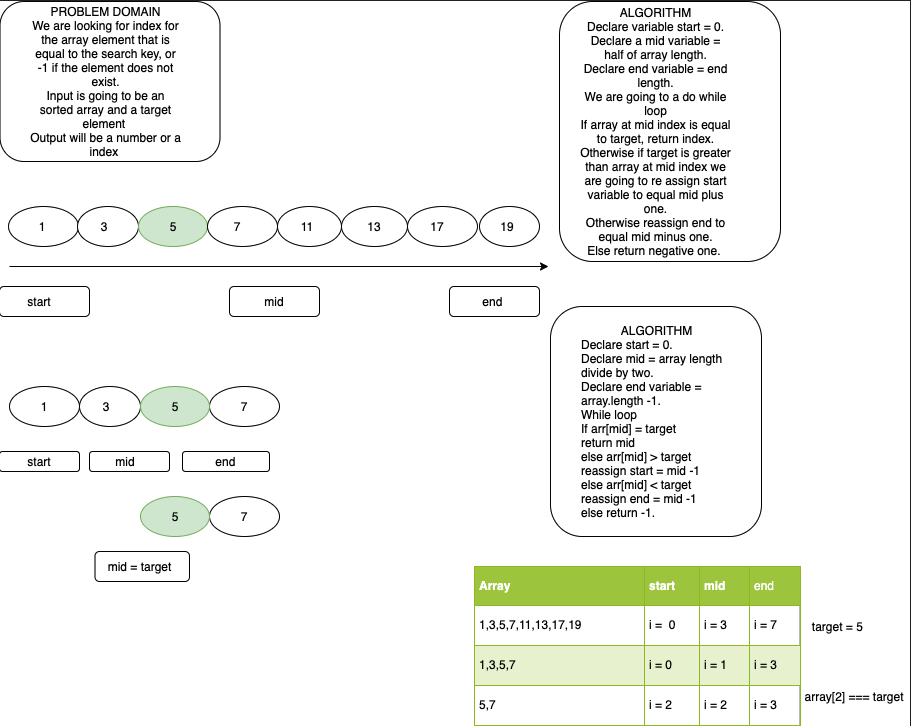 PROBLEM DOMAIN
We are looking for index for
the array element that is
equal to the search key, or
-1 if the element does not
exist.
Input is going to be an
sorted array and a target
element
Output will be a number or a
index
ALGORITHM
Declare variable start = 0.
Declare a mid variable =
half of array length.
Declare end variable = end
length.
We are going to a do while
loop
If array at mid index is equal
to target, return index.
Otherwise if target is greater
than array at mid index we
are going to re assign start
variable to equal mid plus
one.
Otherwise reassign end to
equal mid minus one.
Else return negative one.
1 3 5 7 11 13 17 19
start mid end
1 3 5 7
start mid end
5 7
mid = target
ALGORITHM
Declare start = 0.
Declare mid = array length
divide by two.
Declare end variable =
array.length -1.
While loop
If arr[mid] = target
return mid
else arr[mid] > target
reassign start = mid -1
else arr[mid] < target
reassign end = mid -1
else return -1.
Array start mid end
1,3,5,7,11,13,17,19 i = 0 i = 3 i = 7 target = 5
1,3,5,7 i = 0 i = 1 i = 3
5,7 i = 2 i = 2 i = 3 array[2] === target